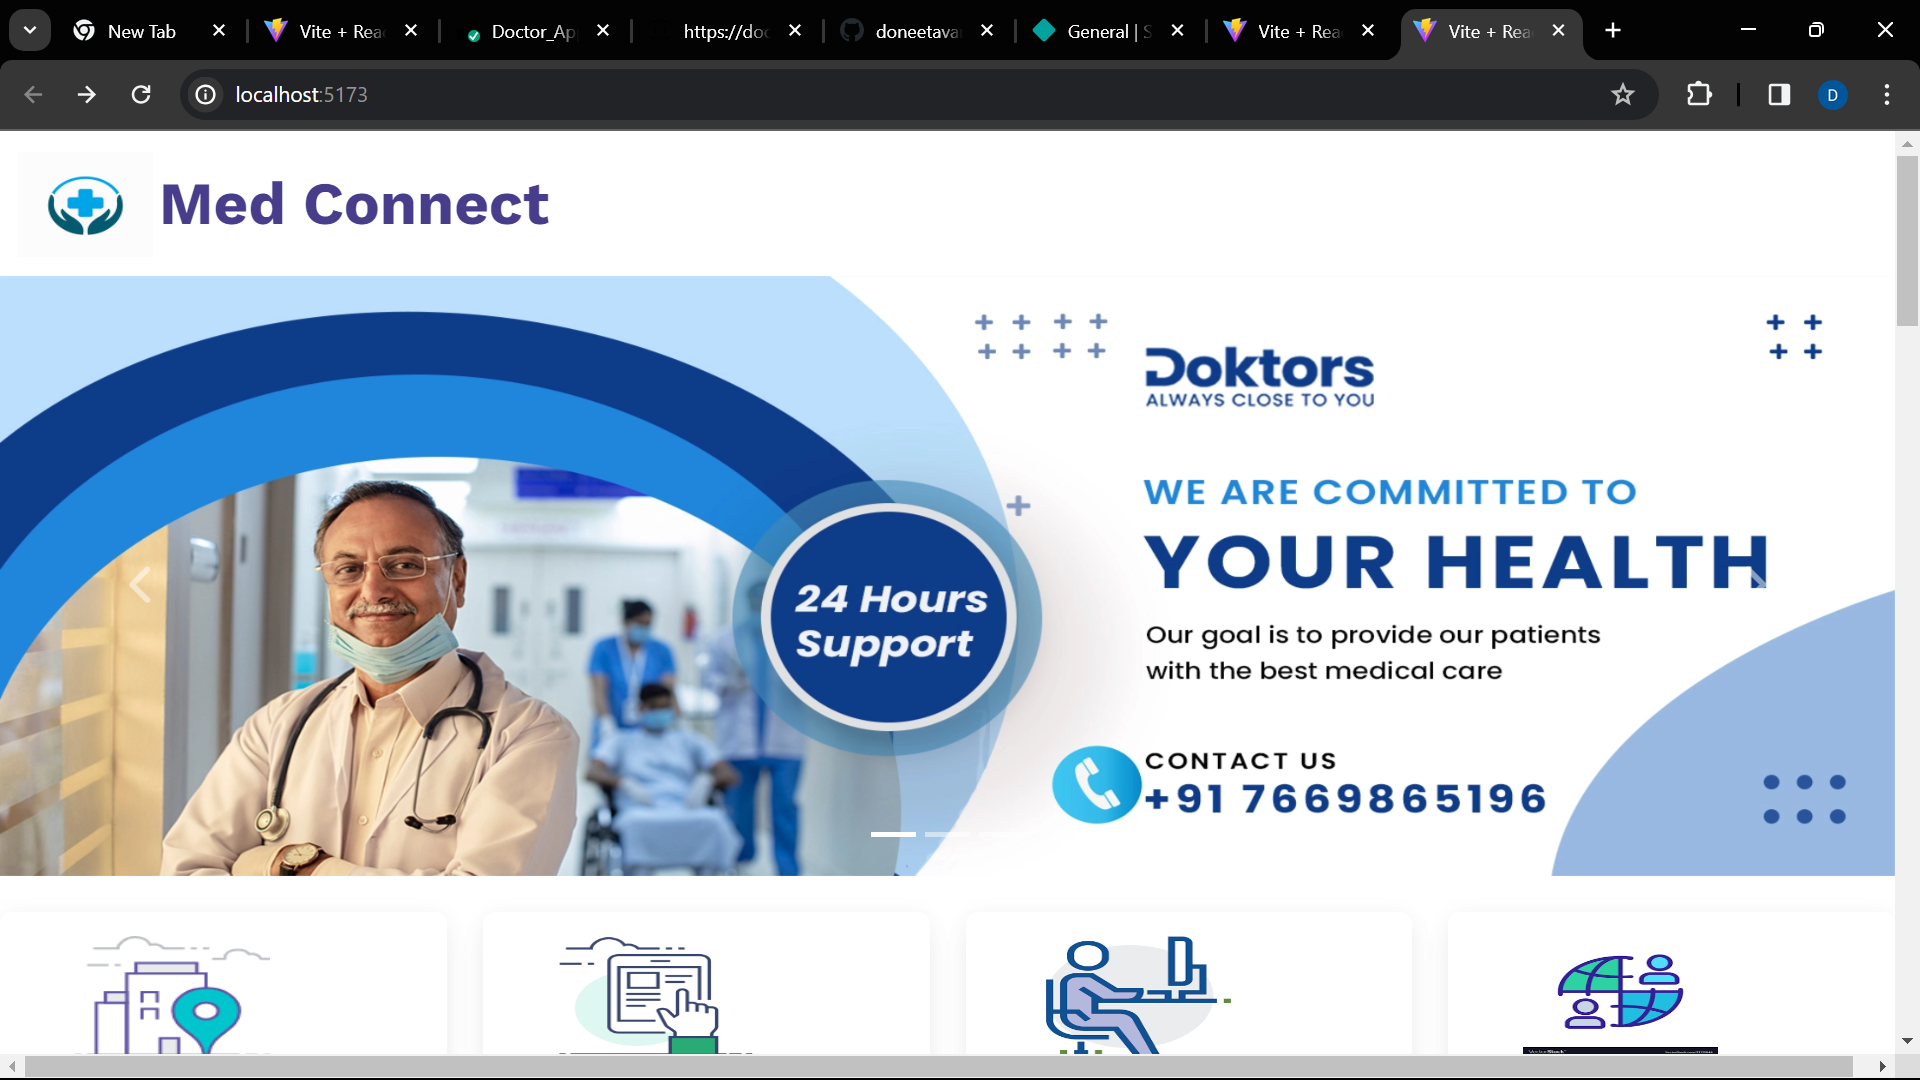 New Tab
Vite + Rea
Doctor_Ap
https://doc
doneetava
General | S
Vite + Rea
Vite + Rea
localhost:5173
D
Med Connect
Doktors
ALWAYS CLOSE TO YOU
WE ARE COMMITTED TO
YOUR HEALTH
24 Hours
Support
Our goal is to provide our patients
with the best medical care
CONTACT US
+91 7669865196